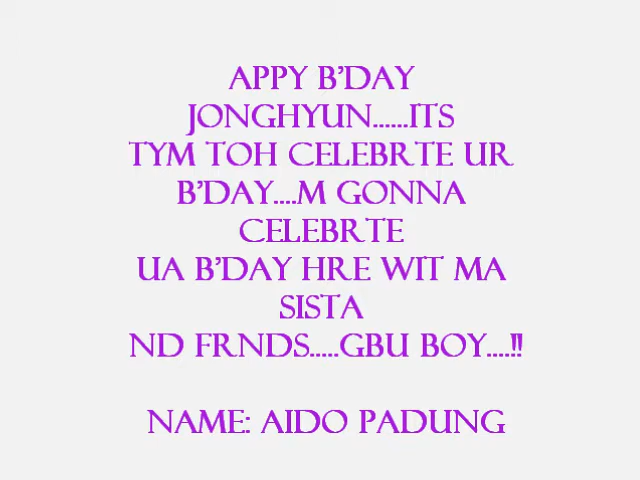 APPY B'DAY
JONGHYUN......ITS
TYM TOH CELEBRTE UR
B'DAY....M GONNA
CELEBRTE
UA B'DAY HRE WIT MA
SISTA
ND FRNDS.....GBU BOY....!!
NAME: AIDO PADUNG